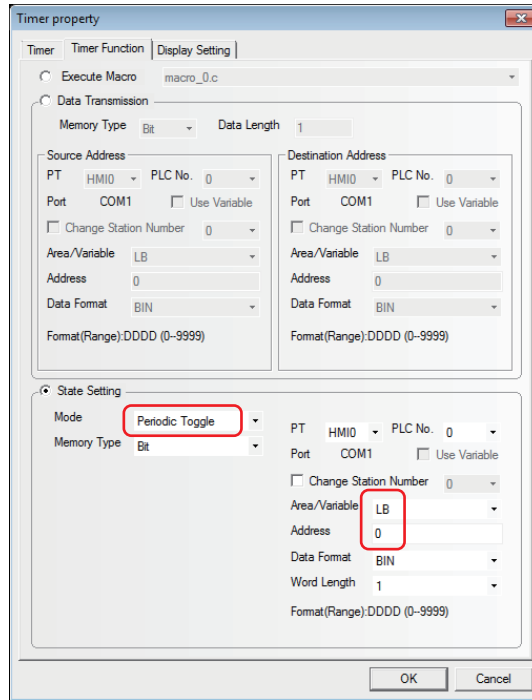 Timer property
Timer Timer Function Display Setting
Execute Macro macro_0.c
Data Transmission
Memory Type Bit Data Length 1
Source Address
PT HMI0 PLC No. 0
Port COM1 Use Variable
Change Station Number 0
Area/Variable LB
Address 0
Data Format BIN
Format(Range):DDDD (0--9999)
Destination Address
PT HMI0 PLC No. 0
Port COM1 Use Variable
Change Station Number 0
Area/Variable LB
Address 0
Data Format BIN
Format(Range):DDDD (0--9999)
State Setting
Mode Periodic Toggle
Memory Type Bit
PT HMI0 PLC No. 0
Port COM1 Use Variable
Change Station Number 0
Area/Variable LB
Address 0
Data Format BIN
Word Length 1
Format(Range):DDDD (0--9999)
OK Cancel